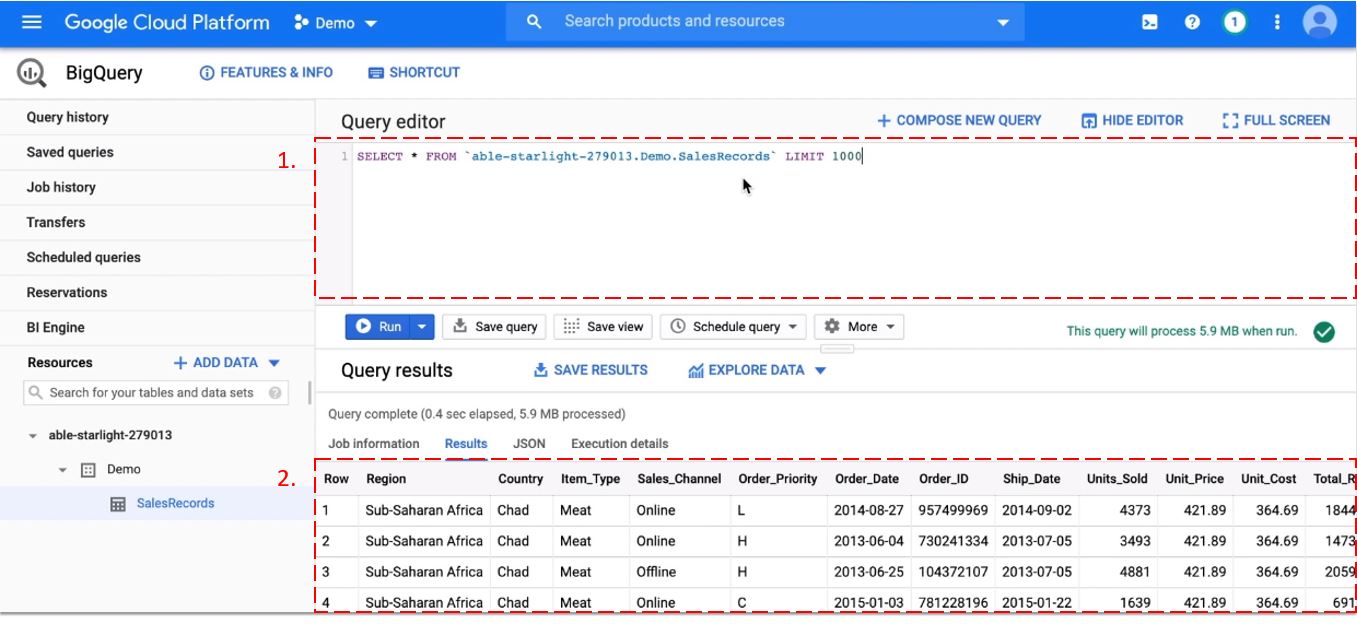 Google Cloud Platform Demo Search products and resources 1
BigQuery FEATURES & INFO SHORTCUT
Query history
Saved queries
Job history
Transfers
Scheduled queries
Reservations
BI Engine
Resources + ADD DATA
Search for your tables and data sets
able-starlight-279013
Demo
SalesRecords
Query editor + COMPOSE NEW QUERY HIDE EDITOR FULL SCREEN
1.
1 SELECT * FROM `able-starlight-279013.Demo.SalesRecords` LIMIT 1000
Run Save query Save view Schedule query More This query will process 5.9 MB when run.
Query results SAVE RESULTS EXPLORE DATA
Query complete (0.4 sec elapsed, 5.9 MB processed)
Job information Results JSON Execution details
2.
Row Region Country Item_Type Sales_Channel Order_Priority Order_Date Order_ID Ship_Date Units_Sold Unit_Price Unit_Cost Total_R
1 Sub-Saharan Africa Chad Meat Online L 2014-08-27 957499969 2014-09-02 4373 421.89 364.69 1844
2 Sub-Saharan Africa Chad Meat Online H 2013-06-04 730241334 2013-07-05 3493 421.89 364.69 1473
3 Sub-Saharan Africa Chad Meat Offline H 2013-06-25 104372107 2013-07-05 4881 421.89 364.69 2059
4 Sub-Saharan Africa Chad Meat Online C 2015-01-03 781228196 2015-01-22 1639 421.89 364.69 691